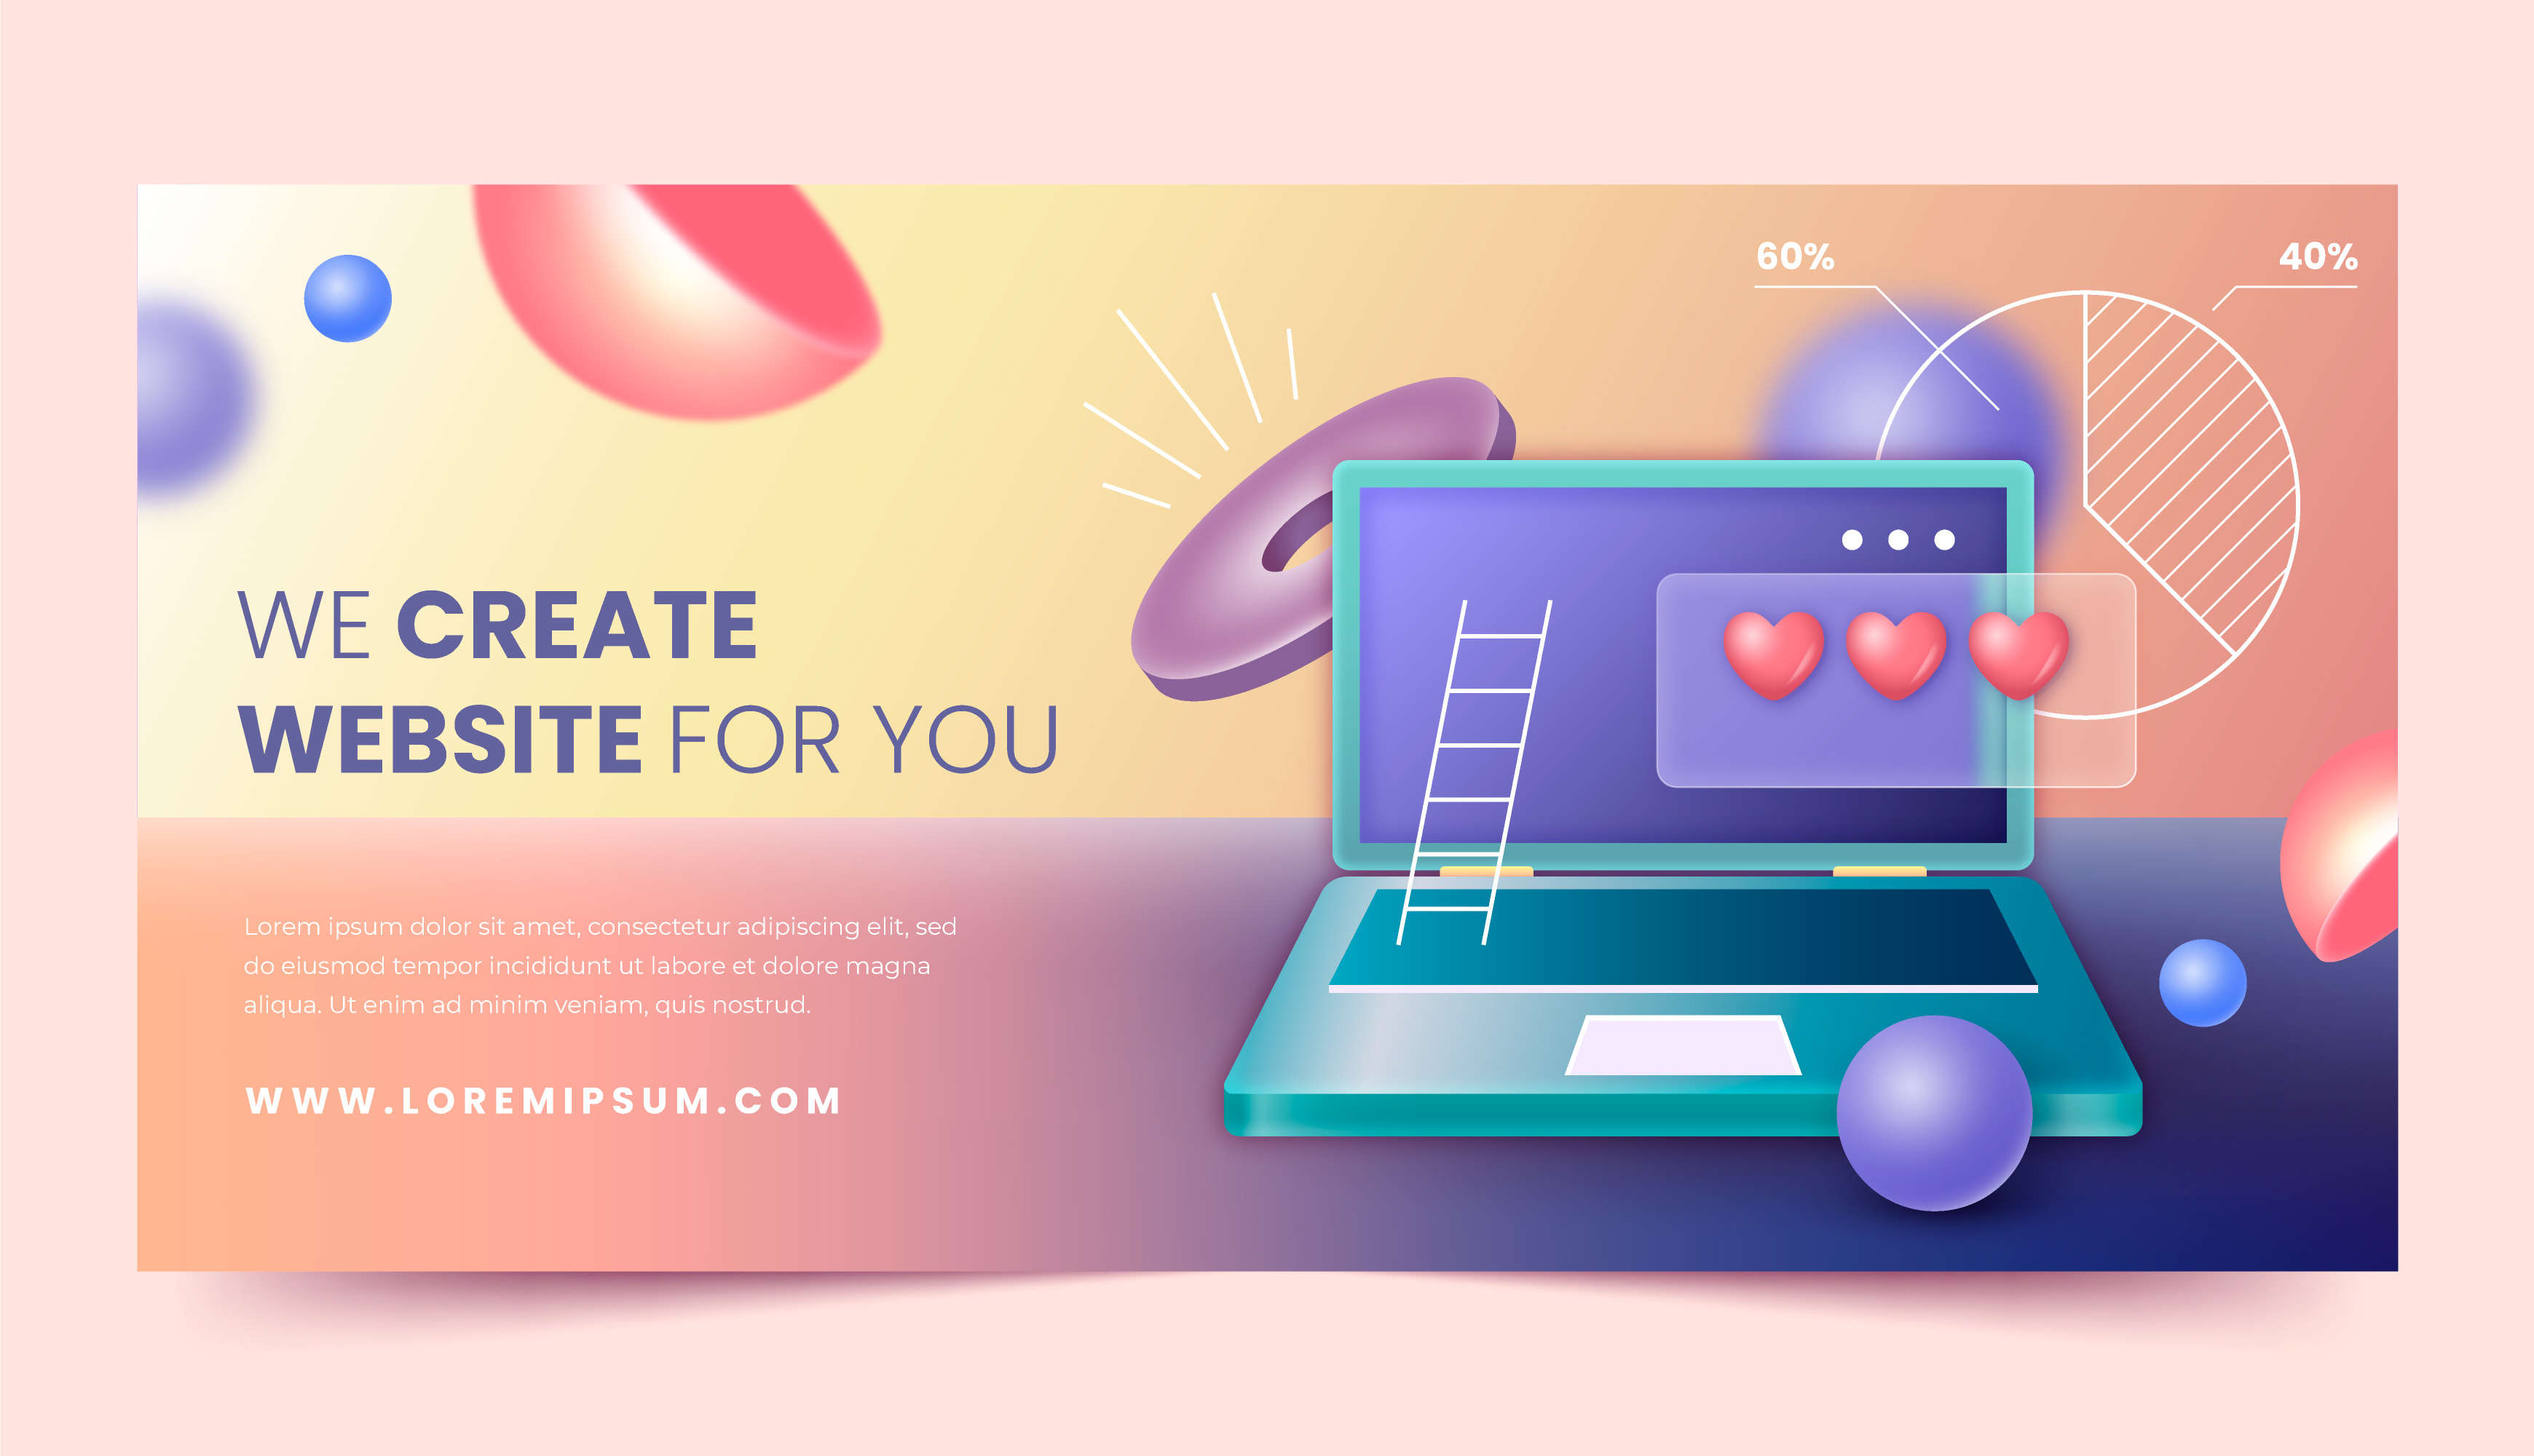 60%
40%
WE CREATE
WEBSITE FOR YOU
Lorem ipsum dolor sit amet, consectetur adipiscing elit, sed
do eiusmod tempor incididunt ut labore et dolore magna
aliqua. Ut enim ad minim veniam, quis nostrud.
WWW.LOREMIPSUM.COM